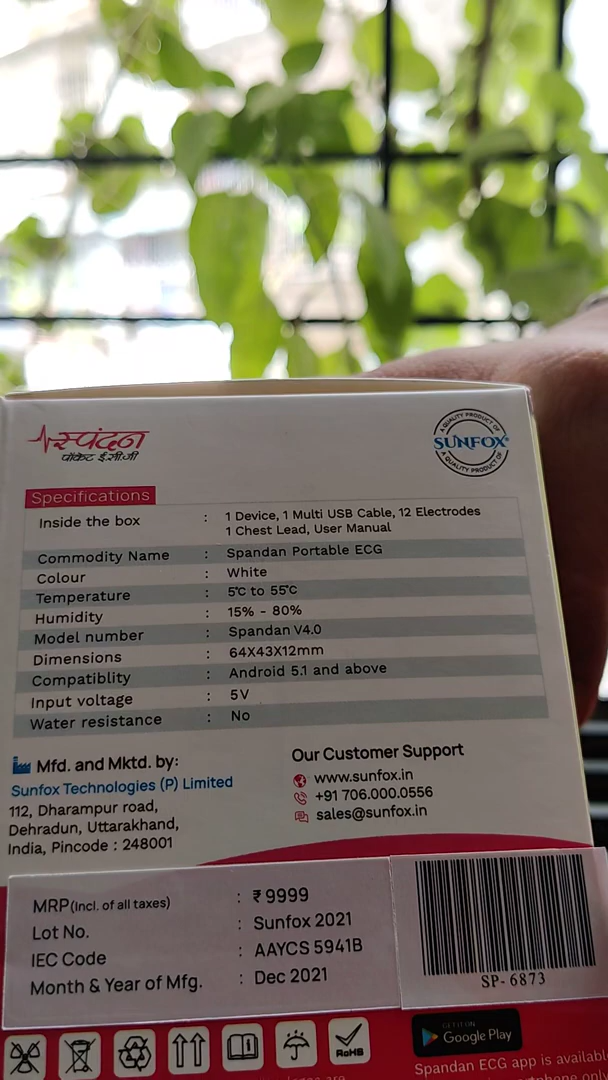 स्पंदन
पॉकेट ई.सी.जी
A QUALITY PRODUCT OF
SUNFOX
A QUALITY PRODUCT OF
Specifications
Inside the box : 1 Device, 1 Multi USB Cable, 12 Electrodes
1 Chest Lead, User Manual
Commodity Name : Spandan Portable ECG
Colour : White
Temperature : 5°C to 55°C
Humidity : 15% - 80%
Model number : Spandan V4.0
Dimensions : 64X43X12mm
Compatiblity : Android 5.1 and above
Input voltage : 5V
Water resistance : No
Mfd. and Mktd. by:
Sunfox Technologies (P) Limited
112, Dharampur road,
Dehradun, Uttarakhand,
India, Pincode : 248001
Our Customer Support
www.sunfox.in
+91 706.000.0556
sales@sunfox.in
MRP(Incl. of all taxes) : ₹ 9999
Lot No. : Sunfox 2021
IEC Code : AAYCS 5941B
Month & Year of Mfg. : Dec 2021
SP-6873
RoHS
GET IT ON
Google Play
Spandan ECG app is available